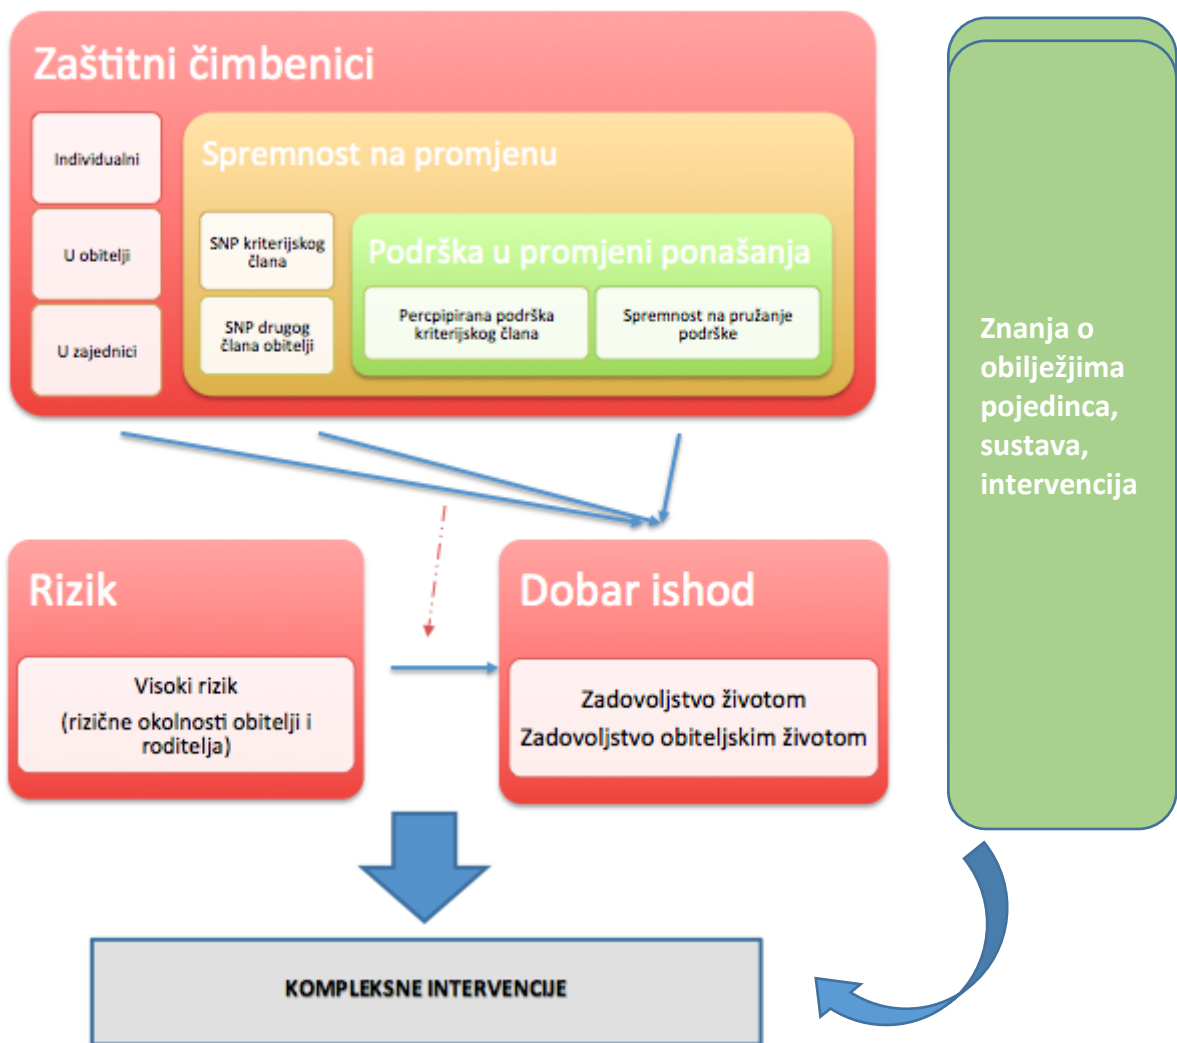 Zaštitni čimbenici
Individualni
U obitelji
U zajednici
Spremnost na promjenu
SNP kriterijskog
člana
SNP drugog
člana obitelji
Podrška u promjeni ponašanja
Percpipirana podrška
kriterijskog člana
Spremnost na pružanje
podrške
Znanja o
obilježjima
pojedinca,
sustava,
intervencija
Rizik
Visoki rizik
(rizične okolnosti obitelji i
roditelja)
Dobar ishod
Zadovoljstvo životom
Zadovoljstvo obiteljskim životom
KOMPLEKSNE INTERVENCIJE